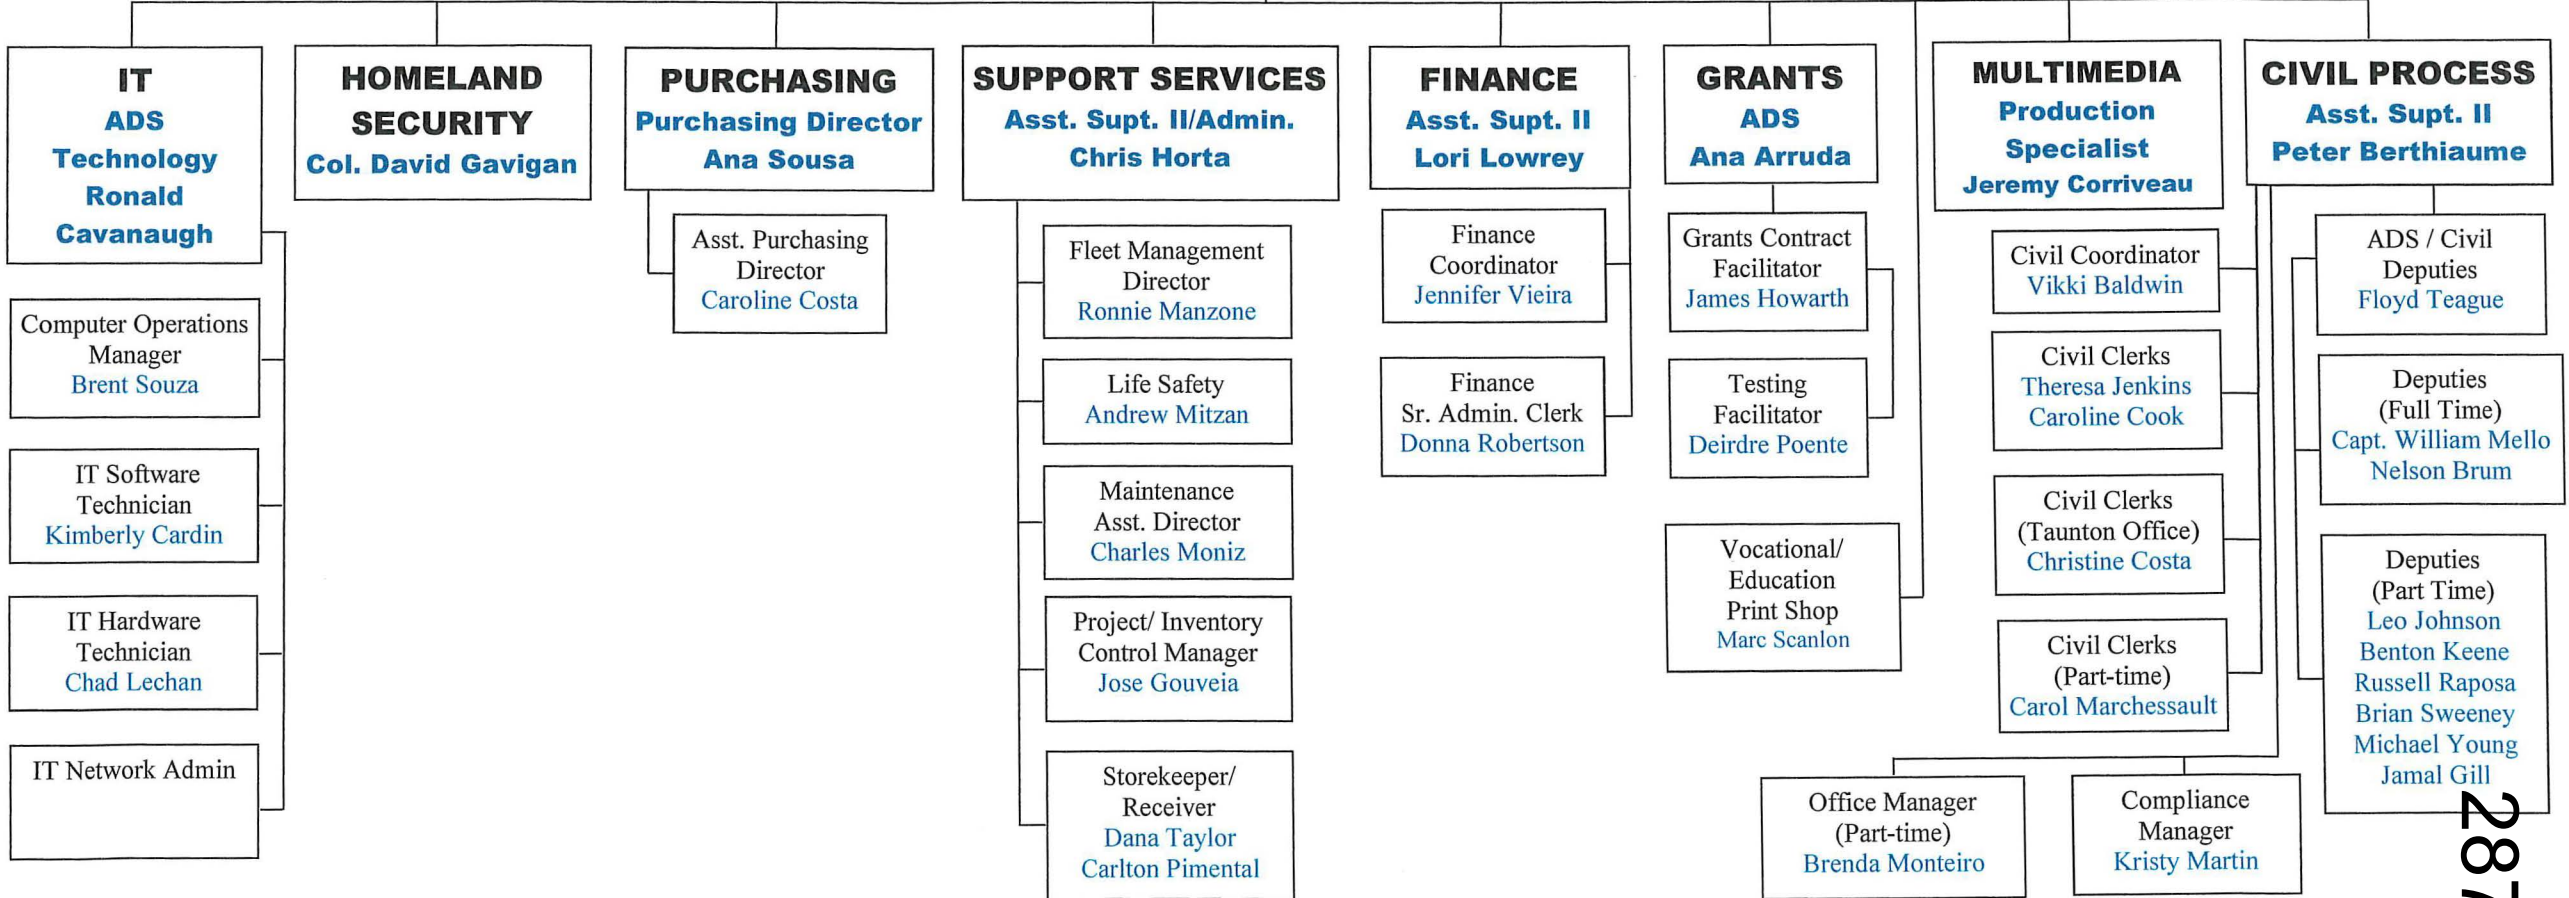 IT
ADS
Technology
Ronald
Cavanaugh
Computer Operations
Manager
Brent Souza
IT Software
Technician
Kimberly Cardin
IT Hardware
Technician
Chad Lechan
IT Network Admin
HOMELAND
SECURITY
Col. David Gavigan
PURCHASING
Purchasing Director
Ana Sousa
Asst. Purchasing
Director
Caroline Costa
SUPPORT SERVICES
Asst. Supt. II/Admin.
Chris Horta
Fleet Management
Director
Ronnie Manzone
Life Safety
Andrew Mitzan
Maintenance
Asst. Director
Charles Moniz
Project/ Inventory
Control Manager
Jose Gouveia
Storekeeper/
Receiver
Dana Taylor
Carlton Pimental
FINANCE
Asst. Supt. II
Lori Lowrey
Finance
Coordinator
Jennifer Vieira
Finance
Sr. Admin. Clerk
Donna Robertson
GRANTS
ADS
Ana Arruda
Grants Contract
Facilitator
James Howarth
Testing
Facilitator
Deirdre Poente
Vocational/
Education
Print Shop
Marc Scanlon
MULTIMEDIA
Production
Specialist
Jeremy Corriveau
CIVIL PROCESS
Asst. Supt. II
Peter Berthiaume
Civil Coordinator
Vikki Baldwin
Civil Clerks
Theresa Jenkins
Caroline Cook
Civil Clerks
(Taunton Office)
Christine Costa
Civil Clerks
(Part-time)
Carol Marchessault
Office Manager
(Part-time)
Brenda Monteiro
Compliance
Manager
Kristy Martin
ADS / Civil
Deputies
Floyd Teague
Deputies
(Full Time)
Capt. William Mello
Nelson Brum
Deputies
(Part Time)
Leo Johnson
Benton Keene
Russell Raposa
Brian Sweeney
Michael Young
Jamal Gill